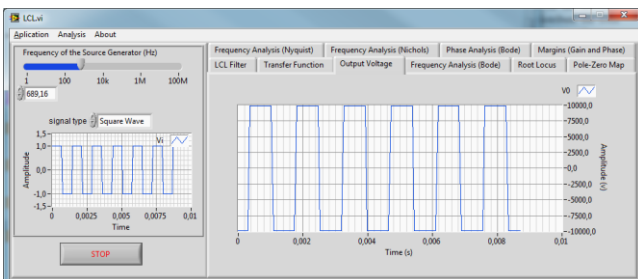 LCL.vi
Aplication Analysis About
Frequency of the Source Generator (Hz)
1 100 10k 1M 100M
689,16
signal type Square Wave
Vi
1,5
1,0
0,0
-1,0
-1,5
Amplitude
0 0,0025 0,005 0,0075 0,01
Time
STOP
Frequency Analysis (Nyquist) Frequency Analysis (Nichols) Phase Analysis (Bode) Margins (Gain and Phase)
LCL Filter Transfer Function Output Voltage Frequency Analysis (Bode) Root Locus Pole-Zero Map
V0
10000,0
7500,0
5000,0
2500,0
0,00
-2500,0
-5000,0
-7500,0
-10000,0
Amplitude (s)
0 0,002 0,004 0,006 0,008 0,01
Time (s)